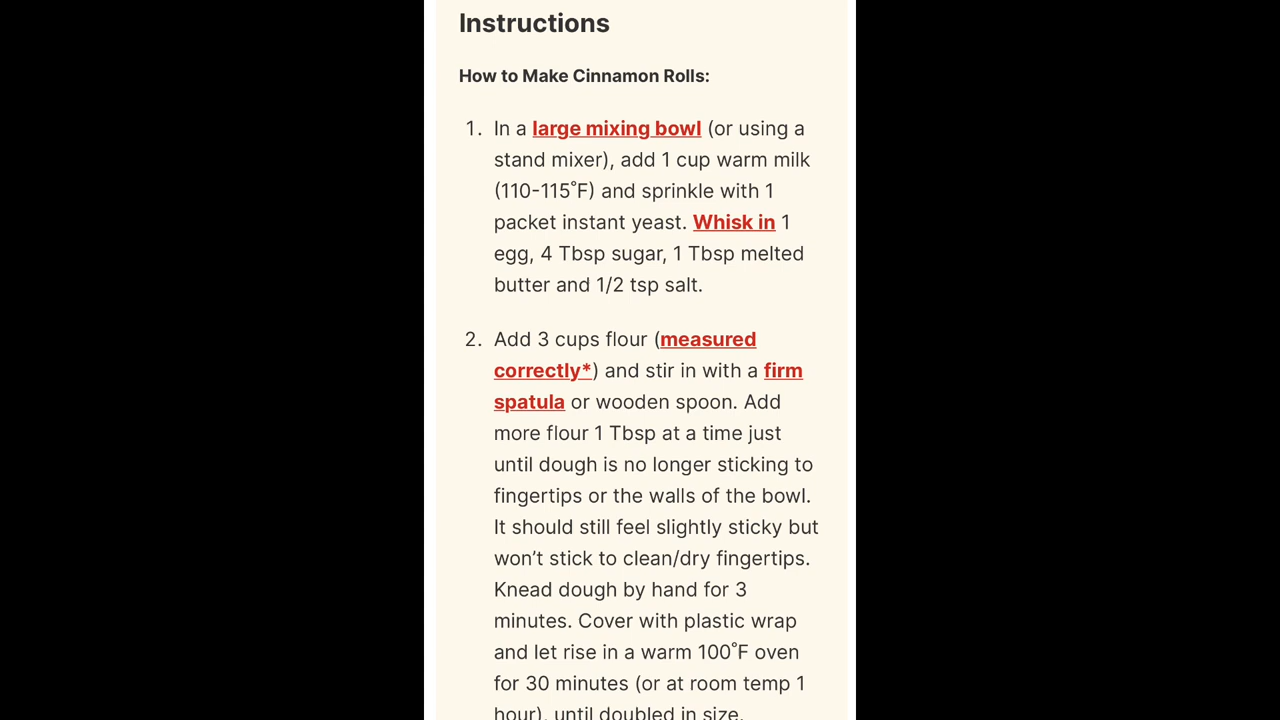 Instructions
How to Make Cinnamon Rolls:
1. In a large mixing bowl (or using a
stand mixer), add 1 cup warm milk
(110-115˚F) and sprinkle with 1
packet instant yeast. Whisk in 1
egg, 4 Tbsp sugar, 1 Tbsp melted
butter and 1/2 tsp salt.
2. Add 3 cups flour (measured
correctly*) and stir in with a firm
spatula or wooden spoon. Add
more flour 1 Tbsp at a time just
until dough is no longer sticking to
fingertips or the walls of the bowl.
It should still feel slightly sticky but
won’t stick to clean/dry fingertips.
Knead dough by hand for 3
minutes. Cover with plastic wrap
and let rise in a warm 100˚F oven
for 30 minutes (or at room temp 1
hour), until doubled in size.